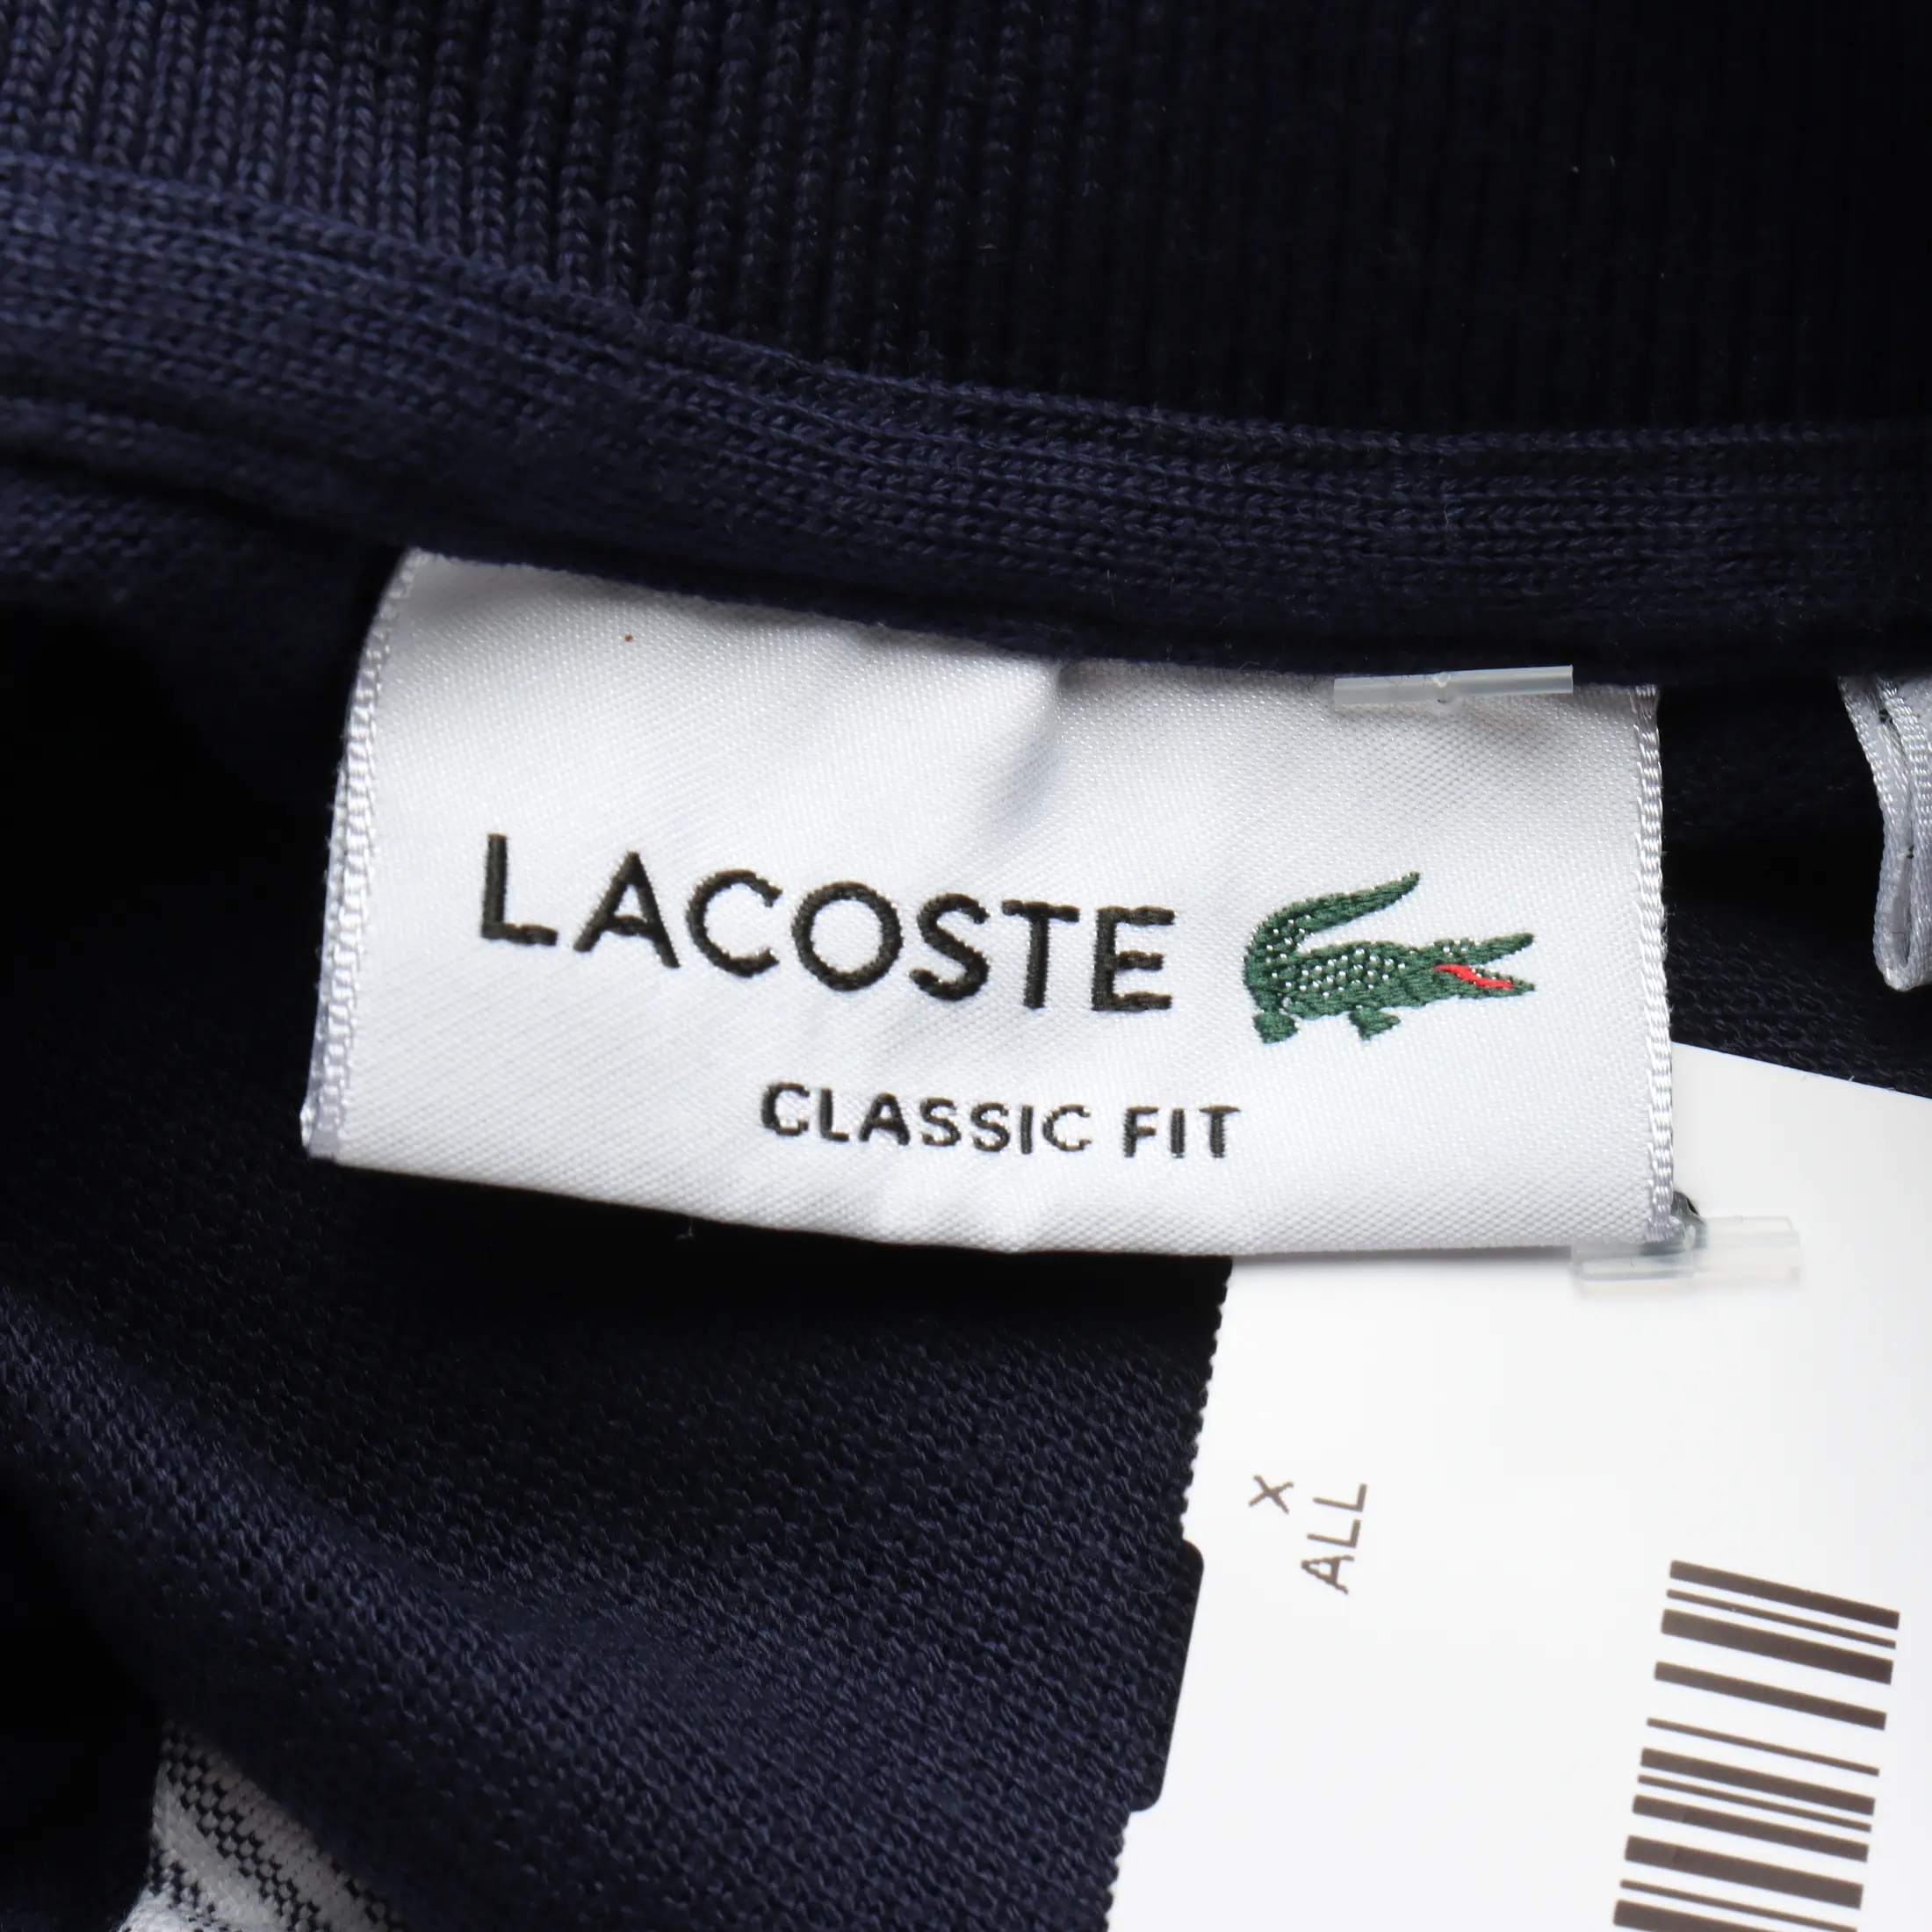 LACOSTE
CLASSIC FIT
X
ALL